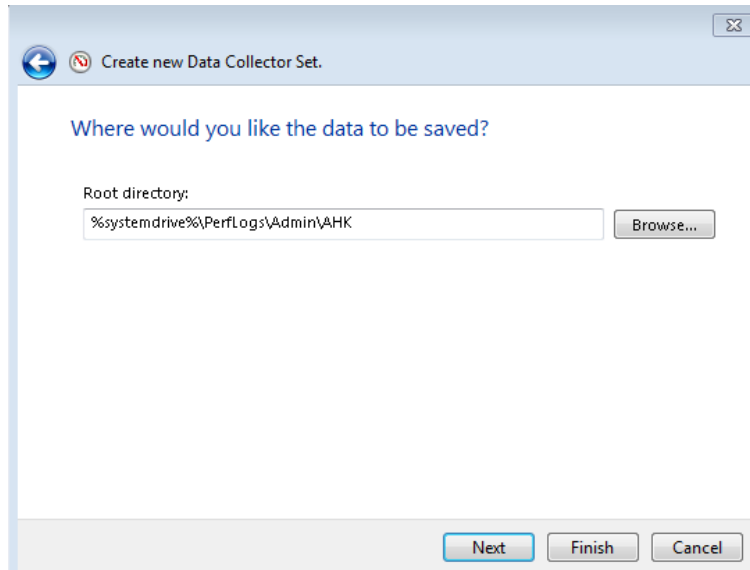 Create new Data Collector Set.
Where would you like the data to be saved?
Root directory:
%systemdrive%\PerfLogs\Admin\AHK
Browse...
Next
Finish
Cancel